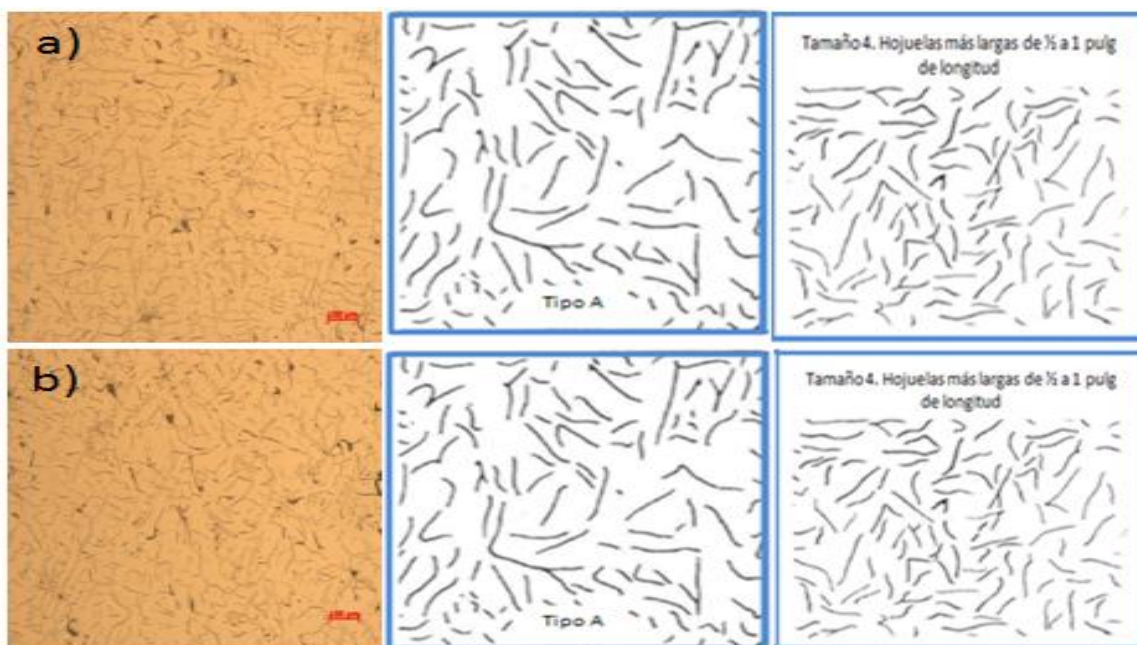 a)
Tipo A
Tamaño 4. Hojuelas más largas de ½ a 1 pulg
de longitud
b)
Tipo A
Tamaño 4. Hojuelas más largas de ½ a 1 pulg
de longitud